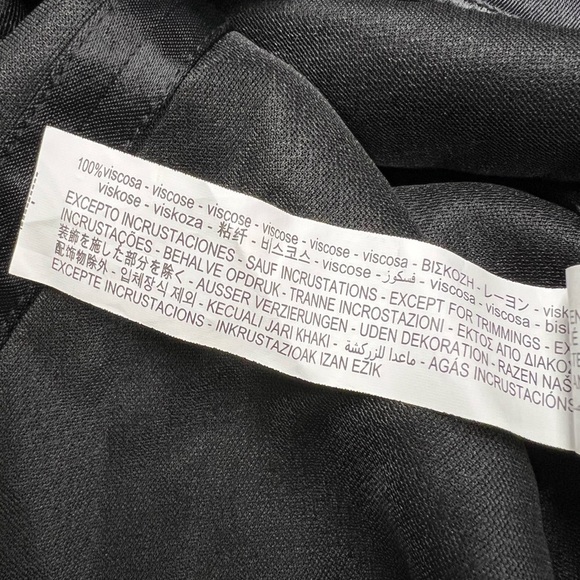 100%viscosa - viscose - viscose - viscose - viscose - viscosa - ΒΙΣΚΟΖΗ - レーヨン - visk
viskose - viskoza - 粘纤 - 비스코스 - viscose - فسكوز - viscosa - viscosa - bis
EXCEPTO INCRUSTACIONES - SAUF INCRUSTATIONS - EXCEPT FOR TRIMMINGS - EX
INCRUSTAÇÕES - BEHALVE OPDRUK - TRANNE INCROSTAZIONI - ΕΚΤΟΣ ΑΠΟ ΔΙΑΚΟΣ
装飾を施した部分を除く - AUSSER VERZIERUNGEN - UDEN DEKORATION - RAZEN NAŠ
配饰物除外 - 입체장식 제외 - KECUALI JARI KHAKI - ماعدا للزركشة - AGÁS INCRUSTACIÓNS
EXCEPTE INCRUSTACIONS - INKRUSTAZIOAK IZAN EZIK